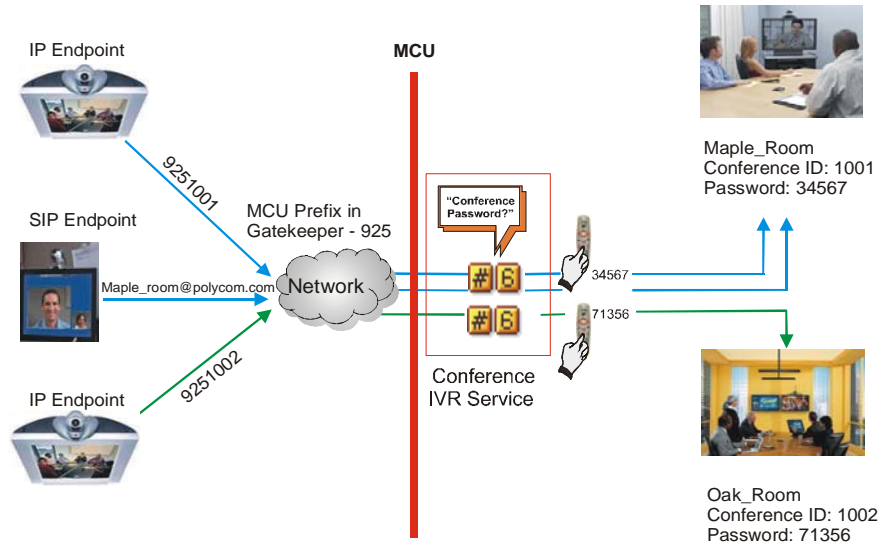 IP Endpoint
MCU
9251001
MCU Prefix in
Gatekeeper - 925
SIP Endpoint
Maple_room@polycom.com
Network
9251002
IP Endpoint
"Conference
Password?"
# 6
34567
# 6
71356
Conference
IVR Service
Maple_Room
Conference ID: 1001
Password: 34567
Oak_Room
Conference ID: 1002
Password: 71356